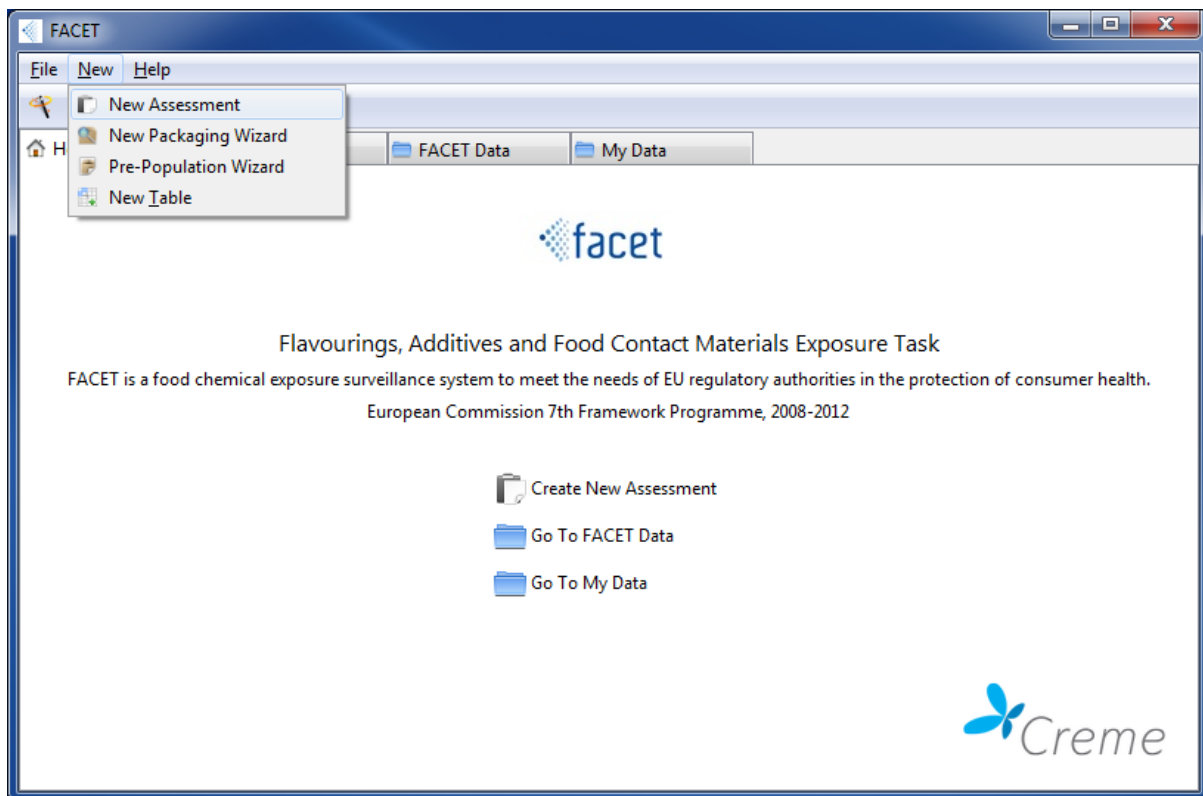 FACET
File New Help
New Assessment
New Packaging Wizard
Pre-Population Wizard
New Table
H
FACET Data
My Data
facet
Flavourings, Additives and Food Contact Materials Exposure Task
FACET is a food chemical exposure surveillance system to meet the needs of EU regulatory authorities in the protection of consumer health.
European Commission 7th Framework Programme, 2008-2012
Create New Assessment
Go To FACET Data
Go To My Data
Creme